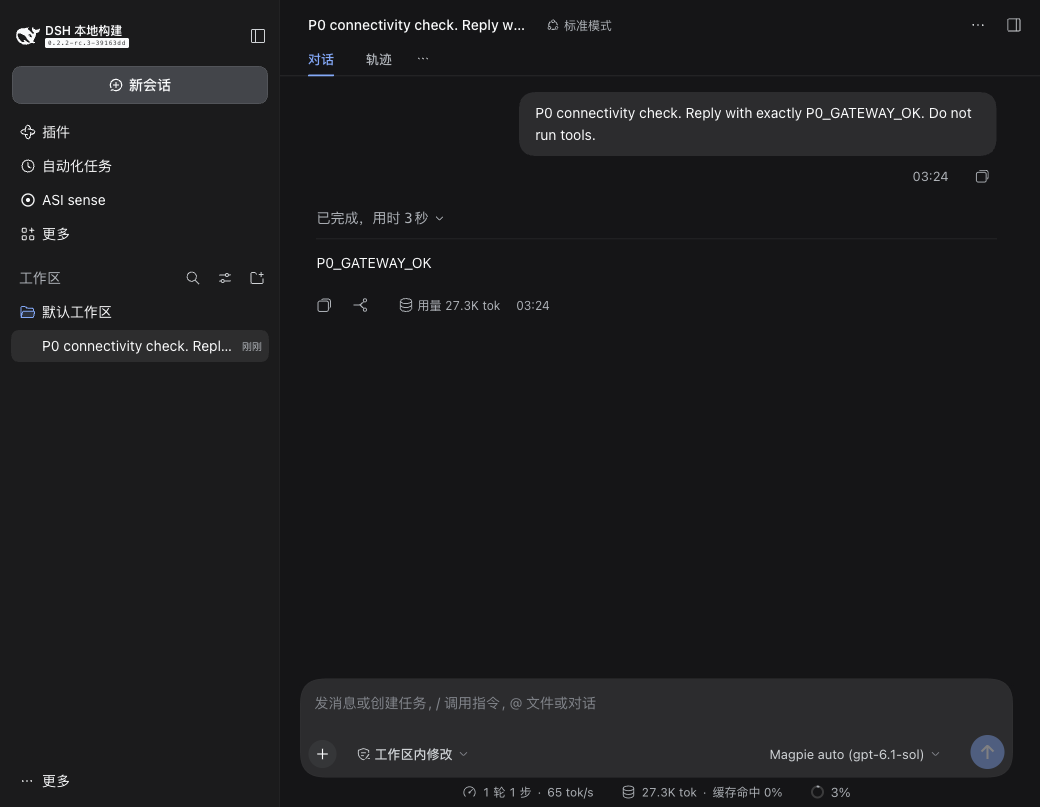 DSH 本地构建
0.2.2-rc.3-39163dd
新会话
插件
自动化任务
ASI sense
更多
工作区
默认工作区
P0 connectivity check. Repl... 刚刚
更多
P0 connectivity check. Reply w... 标准模式
对话 轨迹
P0 connectivity check. Reply with exactly P0_GATEWAY_OK. Do not
run tools.
03:24
已完成，用时 3 秒
P0_GATEWAY_OK
用量 27.3K tok 03:24
发消息或创建任务, / 调用指令, @ 文件或对话
工作区内修改 Magpie auto (gpt-6.1-sol)
1 轮 1 步 · 65 tok/s 27.3K tok · 缓存命中 0% 3%